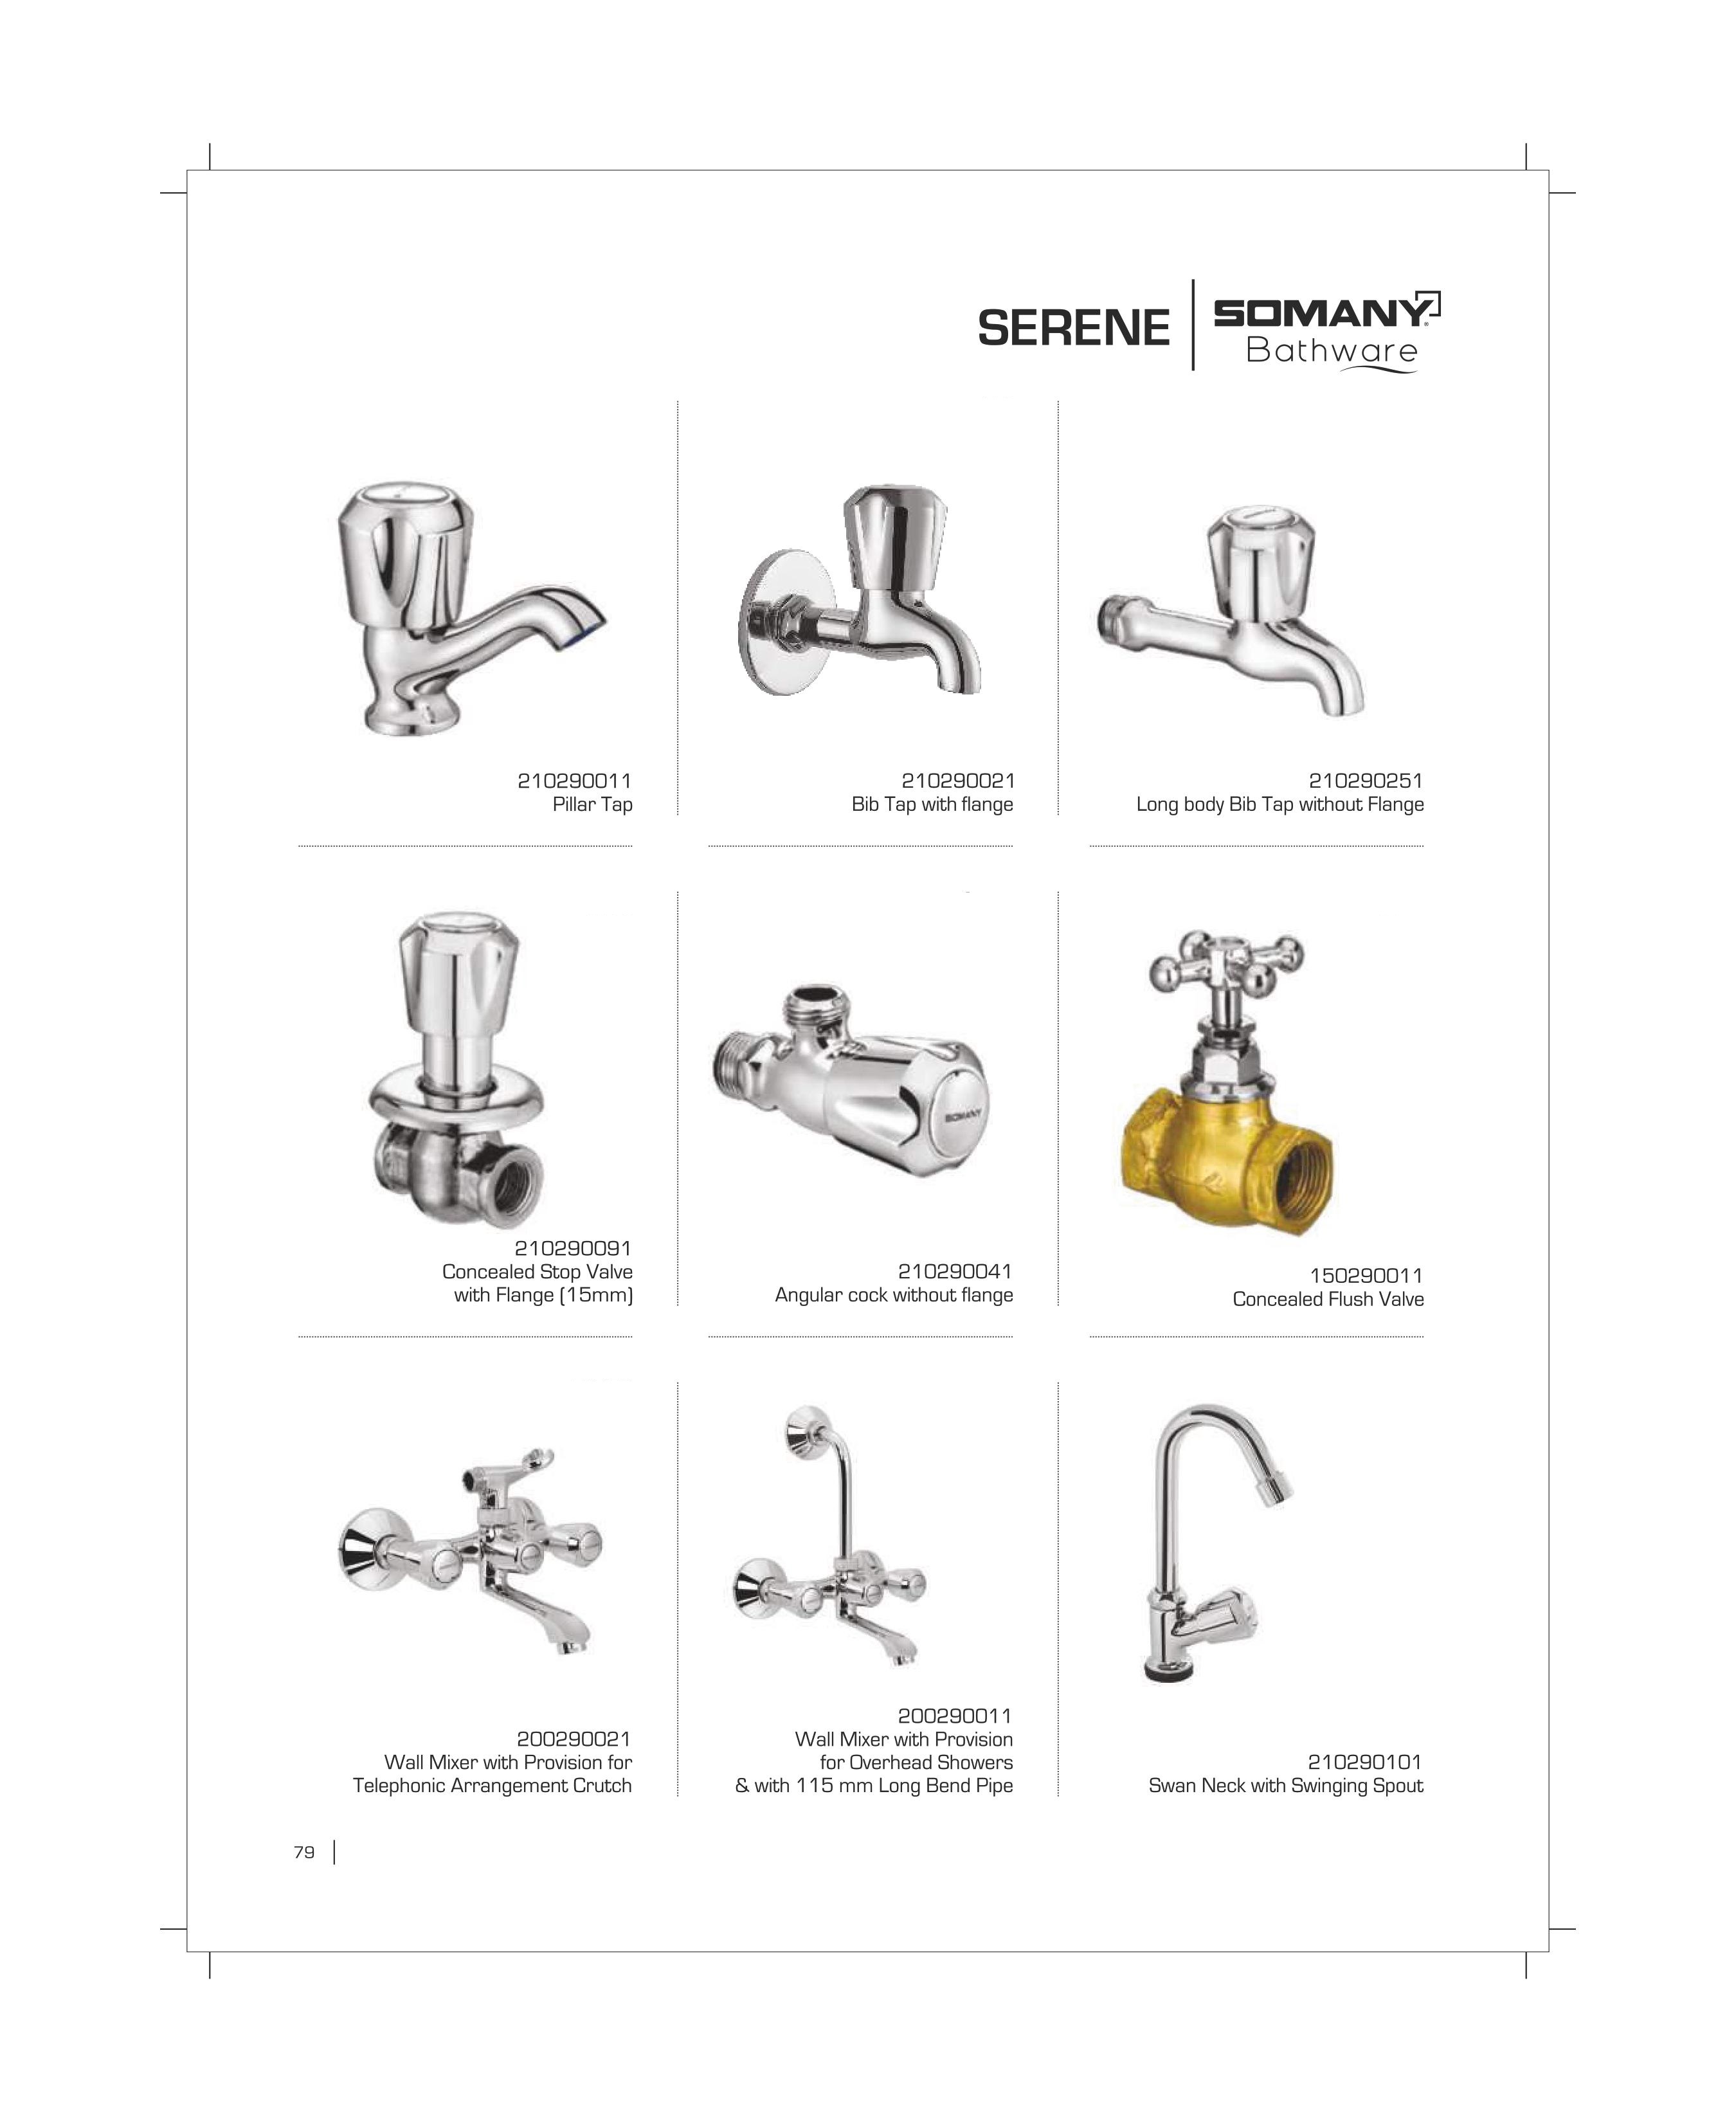 SERENE
SOMANY
Bathware
210290011
Pillar Tap
210290021
Bib Tap with flange
210290251
Long body Bib Tap without Flange
210290091
Concealed Stop Valve
with Flange (15mm)
SOMANY
210290041
Angular cock without flange
150290011
Concealed Flush Valve
200290021
Wall Mixer with Provision for
Telephonic Arrangement Crutch
200290011
Wall Mixer with Provision
for Overhead Showers
& with 115 mm Long Bend Pipe
210290101
Swan Neck with Swinging Spout
79